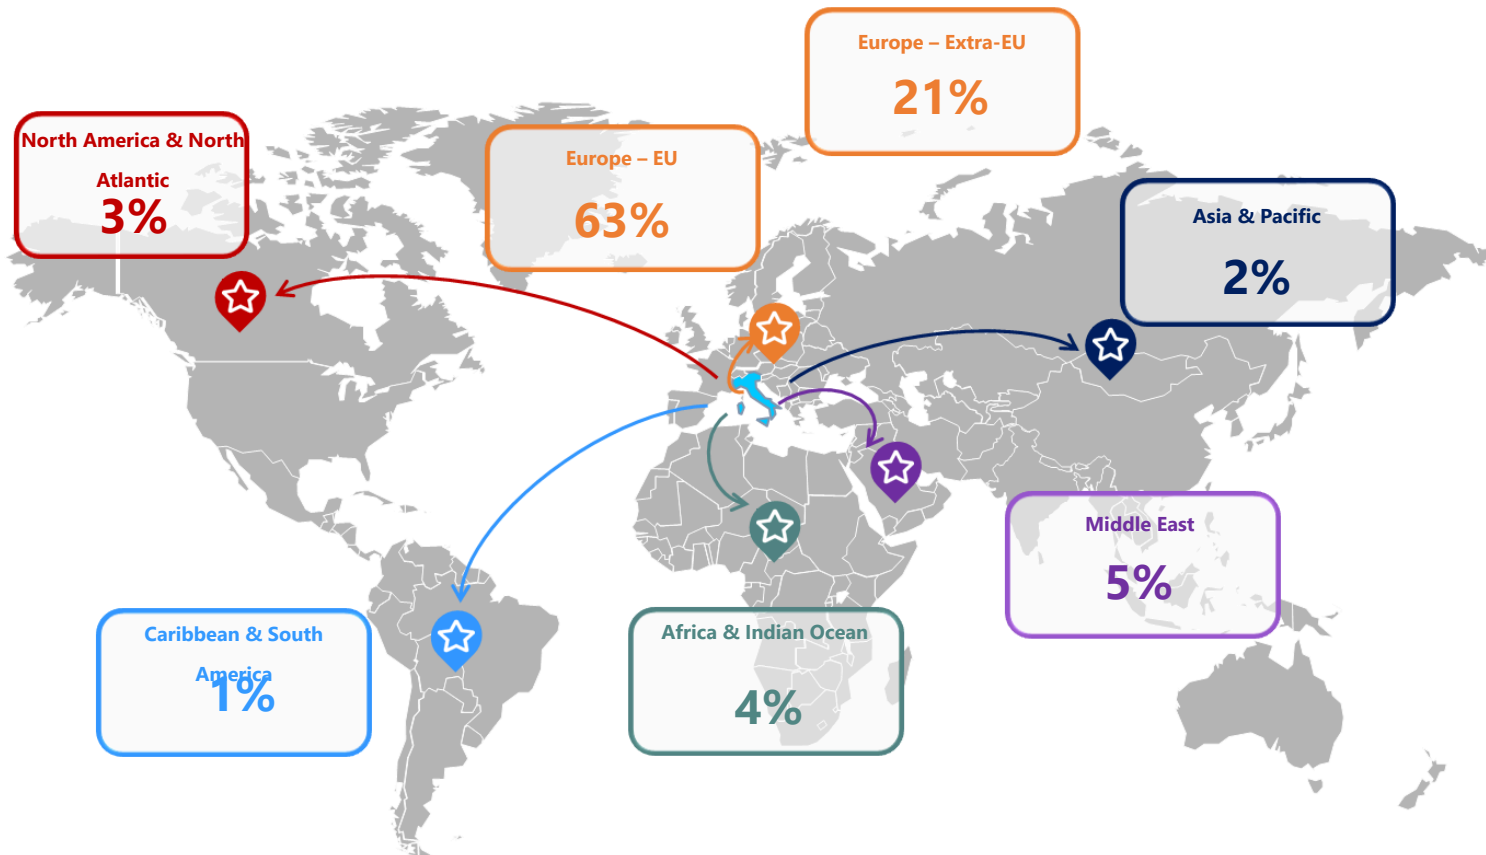 Europe – Extra-EU
21%
North America & North
Atlantic
3%
Europe – EU
63%
Asia & Pacific
2%
Middle East
5%
Caribbean & South
America
1%
Africa & Indian Ocean
4%